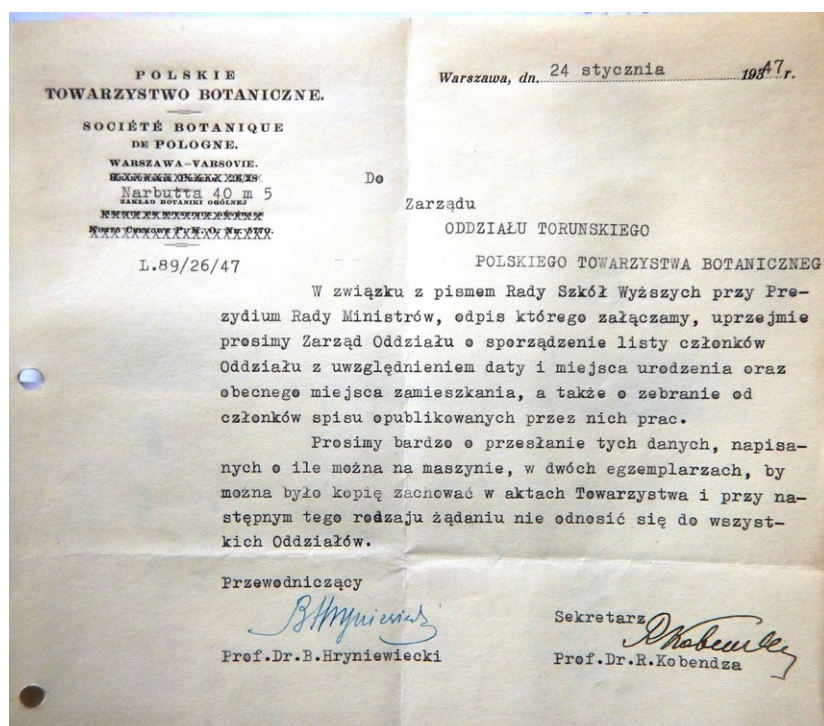 POLSKIE
TOWARZYSTWO BOTANICZNE.
SOCIÉTÉ BOTANIQUE
DE POLOGNE.
WARSZAWA–VARSOVIE.
Narbutta 40 m 5
ZAKŁAD BOTANIKI OGÓLNEJ
L.89/26/47
Warszawa, dn. 24 stycznia 19347 r.
Do
Zarządu
ODDZIAŁU TORUNSKIEGO
POLSKIEGO TOWARZYSTWA BOTANICZNEG
W związku z pismem Rady Szkół Wyższych przy Pre-
zydium Rady Ministrów, odpis którego załączamy, uprzejmie
prosimy Zarząd Oddziału o sporządzenie listy członków
Oddziału z uwzględnieniem daty i miejsca urodzenia oraz
obecnego miejsca zamieszkania, a także o zebranie od
członków spisu opublikowanych przez nich prac.
Prosimy bardzo o przesłanie tych danych, napisa-
nych o ile można na maszynie, w dwóch egzemplarzach, by
można było kopię zachować w aktach Towarzystwa i przy na-
stępnym tego rodzaju żądaniu nie odnosić się do wszyst-
kich Oddziałów.
Przewodniczący
BHryniewiecki
Prof.Dr.B.Hryniewiecki
Sekretarz
RKobendza
Prof.Dr.R.Kobendza